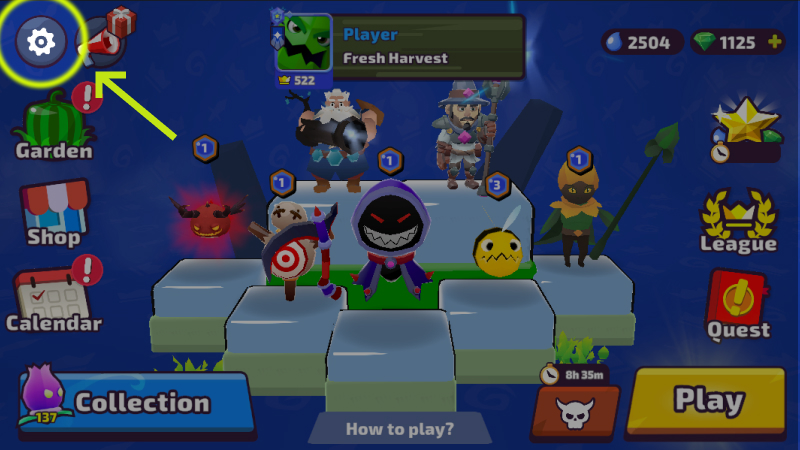 Player
Fresh Harvest
522
2504
1125
Garden
Shop
Calendar
1
1
1
3
1
League
Quest
137
Collection
8h 35m
Play
How to play?